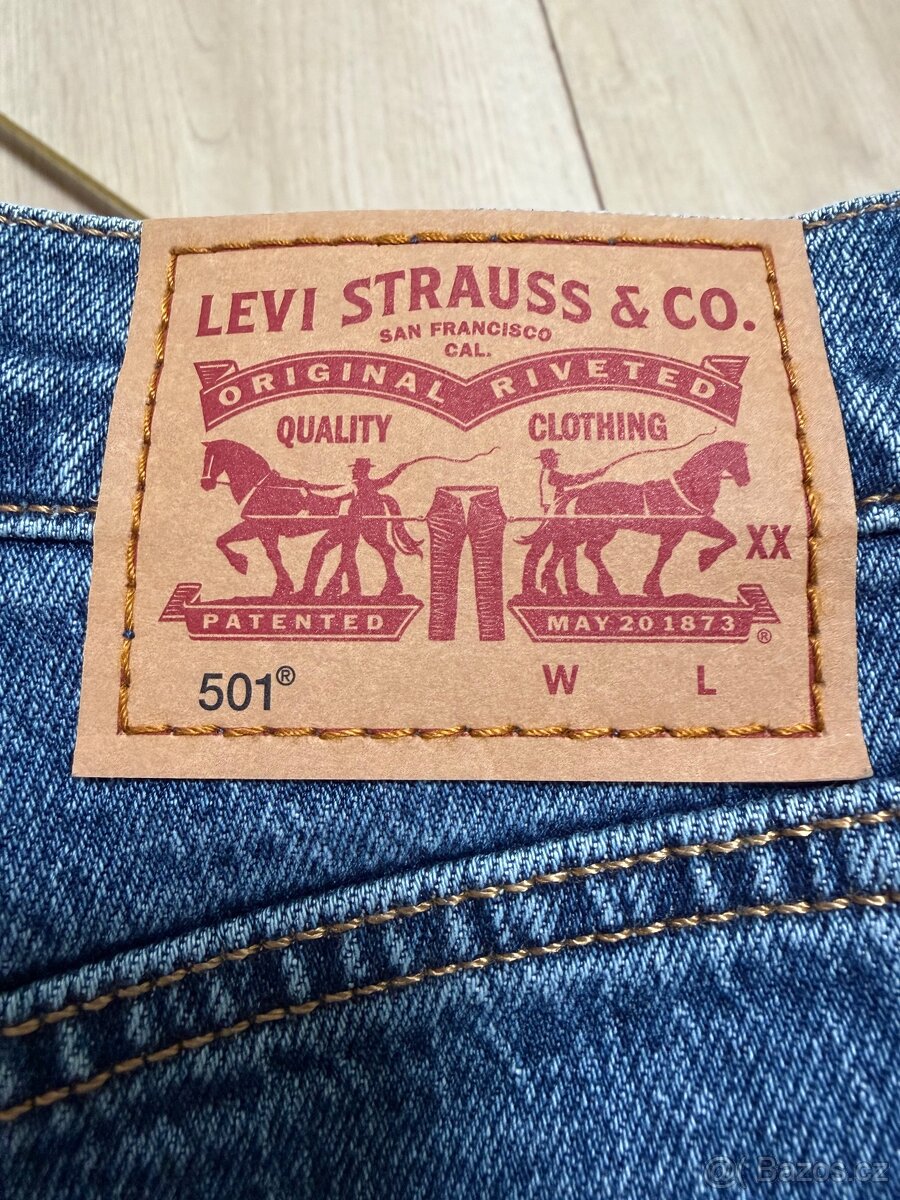 LEVI STRAUSS & CO.
SAN FRANCISCO
CAL.
ORIGINAL RIVETED
QUALITY CLOTHING
XX
PATENTED MAY 20 1873 ®
501® W L
Bazos.cz